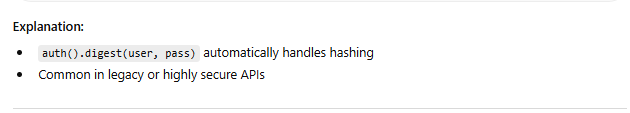 Explanation:
• auth().digest(user, pass) automatically handles hashing
• Common in legacy or highly secure APIs